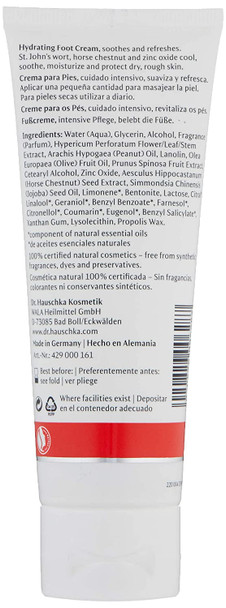 Hydrating Foot Cream, soothes and refreshes.
St. John's wort, horse chestnut and zinc oxide cool,
soothe, moisturize and protect dry, rough skin.
Crema para Pies, cuidado intensivo, suaviza y refresca.
Aplicar una pequeña cantidad para masajear la piel.
Para pieles secas utilizar a diario.
Creme para os Pés, cuidado intensivo, revitaliza os pés.
Fußcreme, intensive Pflege, belebt die Füße.
Ingredients: Water (Aqua), Glycerin, Alcohol, Fragrance
(Parfum), Hypericum Perforatum Flower/Leaf/Stem
Extract, Arachis Hypogaea (Peanut) Oil, Lanolin, Olea
Europaea (Olive) Fruit Oil, Prunus Spinosa Fruit Extract,
Cetearyl Alcohol, Zinc Oxide, Aesculus Hippocastanum
(Horse Chestnut) Seed Extract, Simmondsia Chinensis
(Jojoba) Seed Oil, Limonene*, Bentonite, Lactose, Citral*,
Linalool*, Geraniol*, Benzyl Benzoate*, Farnesol*,
Citronellol*, Coumarin*, Eugenol*, Benzyl Salicylate*,
Xanthan Gum, Lysolecithin, Propolis Wax.
*component of natural essential oils
*de aceites esenciales naturales
100% certified natural cosmetics – free from synthetic
fragrances, dyes and preservatives.
Cosmética natural 100% certificada – Sin fragancias,
colorantes ni conservantes sintéticos.
Dr. Hauschka Kosmetik
WALA Heilmittel GmbH
D-73085 Bad Boll/Eckwälden
www.dr.hauschka.com
Made in Germany | Hecho en Alemania
Art.-Nr.: 429 000 161
Best before: | Preferentemente antes:
see fold | ver pliege
Where facilities exist | Depositar
en el contenedor adecuado